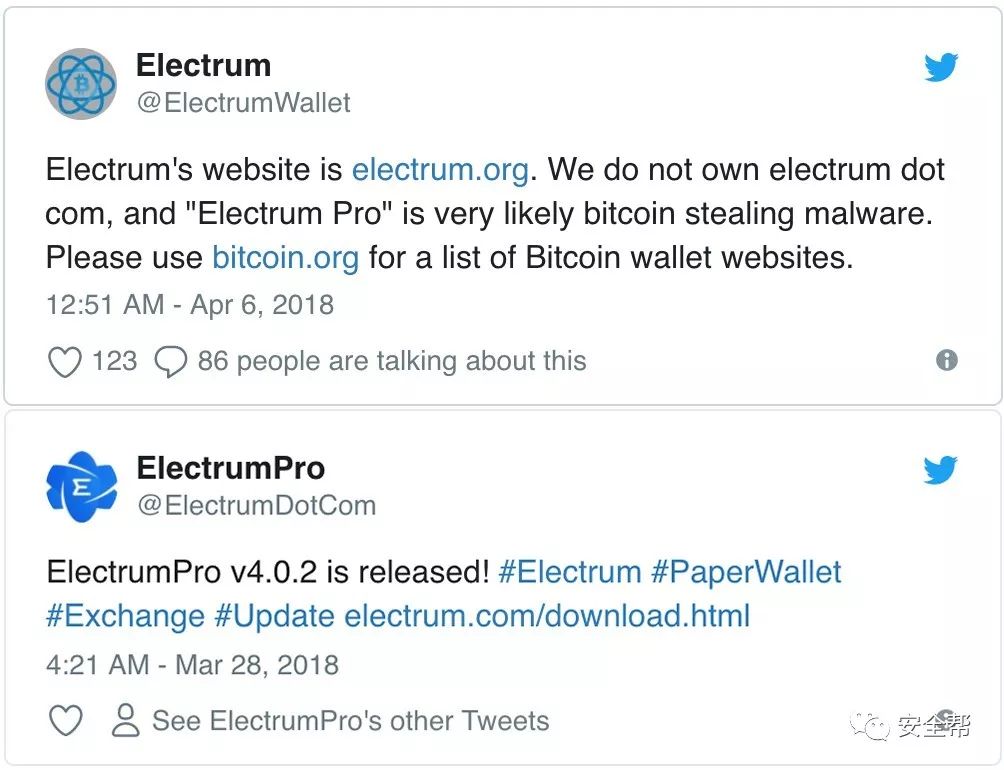 Electrum
@ElectrumWallet
Electrum's website is electrum.org. We do not own electrum dot
com, and "Electrum Pro" is very likely bitcoin stealing malware.
Please use bitcoin.org for a list of Bitcoin wallet websites.
12:51 AM - Apr 6, 2018
123 86 people are talking about this
ElectrumPro
@ElectrumDotCom
ElectrumPro v4.0.2 is released! #Electrum #PaperWallet
#Exchange #Update electrum.com/download.html
4:21 AM - Mar 28, 2018
See ElectrumPro's other Tweets
安全帮